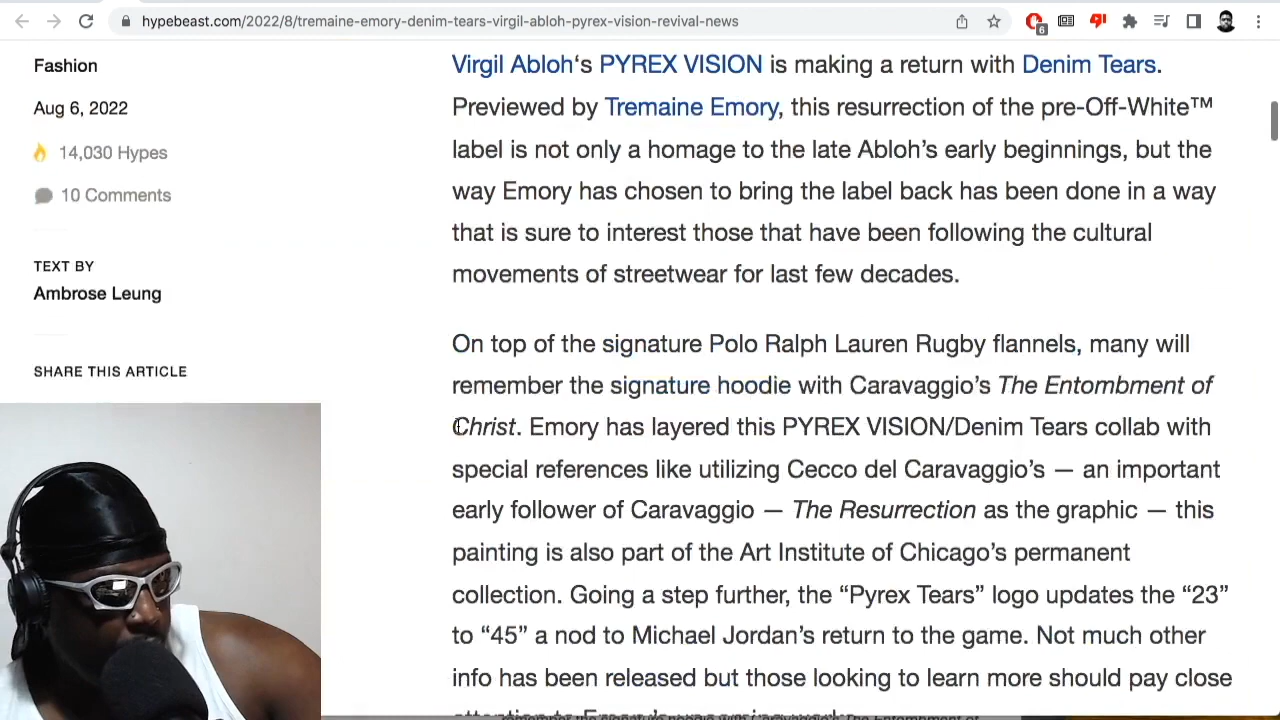 hypebeast.com/2022/8/tremaine-emory-denim-tears-virgil-abloh-pyrex-vision-revival-news
6
Fashion
Aug 6, 2022
14,030 Hypes
10 Comments
TEXT BY
Ambrose Leung
SHARE THIS ARTICLE
Virgil Abloh‘s PYREX VISION is making a return with Denim Tears.
Previewed by Tremaine Emory, this resurrection of the pre-Off-White™
label is not only a homage to the late Abloh’s early beginnings, but the
way Emory has chosen to bring the label back has been done in a way
that is sure to interest those that have been following the cultural
movements of streetwear for last few decades.
On top of the signature Polo Ralph Lauren Rugby flannels, many will
remember the signature hoodie with Caravaggio’s The Entombment of
Christ. Emory has layered this PYREX VISION/Denim Tears collab with
special references like utilizing Cecco del Caravaggio’s — an important
early follower of Caravaggio — The Resurrection as the graphic — this
painting is also part of the Art Institute of Chicago’s permanent
collection. Going a step further, the “Pyrex Tears” logo updates the “23”
to “45” a nod to Michael Jordan’s return to the game. Not much other
info has been released but those looking to learn more should pay close